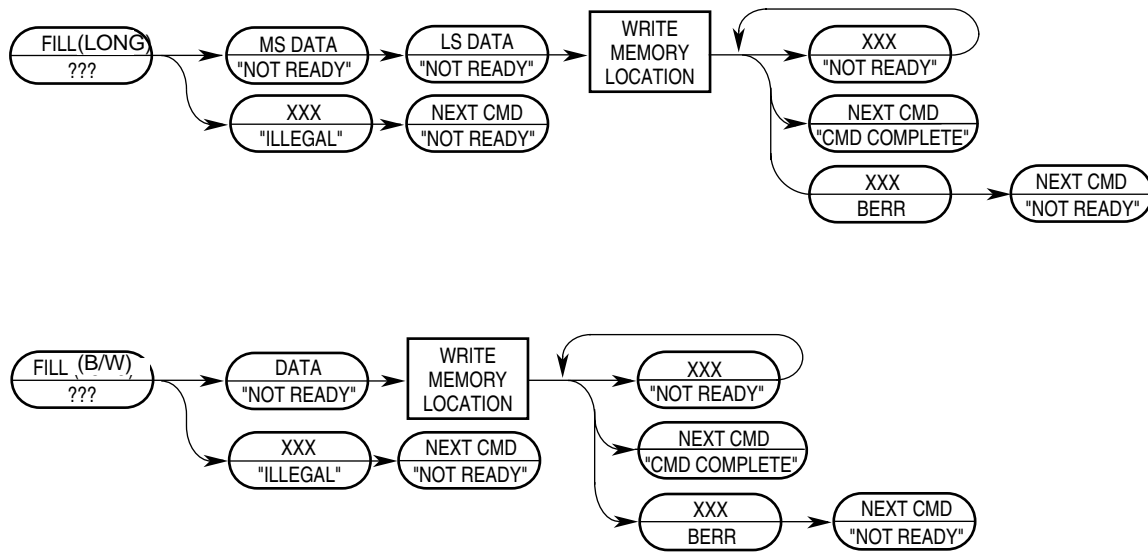 FILL(LONG)
???
MS DATA
"NOT READY"
LS DATA
"NOT READY"
WRITE
MEMORY
LOCATION
XXX
"NOT READY"
XXX
"ILLEGAL"
NEXT CMD
"NOT READY"
NEXT CMD
"CMD COMPLETE"
XXX
BERR
NEXT CMD
"NOT READY"
FILL (B/W)
???
DATA
"NOT READY"
WRITE
MEMORY
LOCATION
XXX
"NOT READY"
XXX
"ILLEGAL"
NEXT CMD
"NOT READY"
NEXT CMD
"CMD COMPLETE"
XXX
BERR
NEXT CMD
"NOT READY"